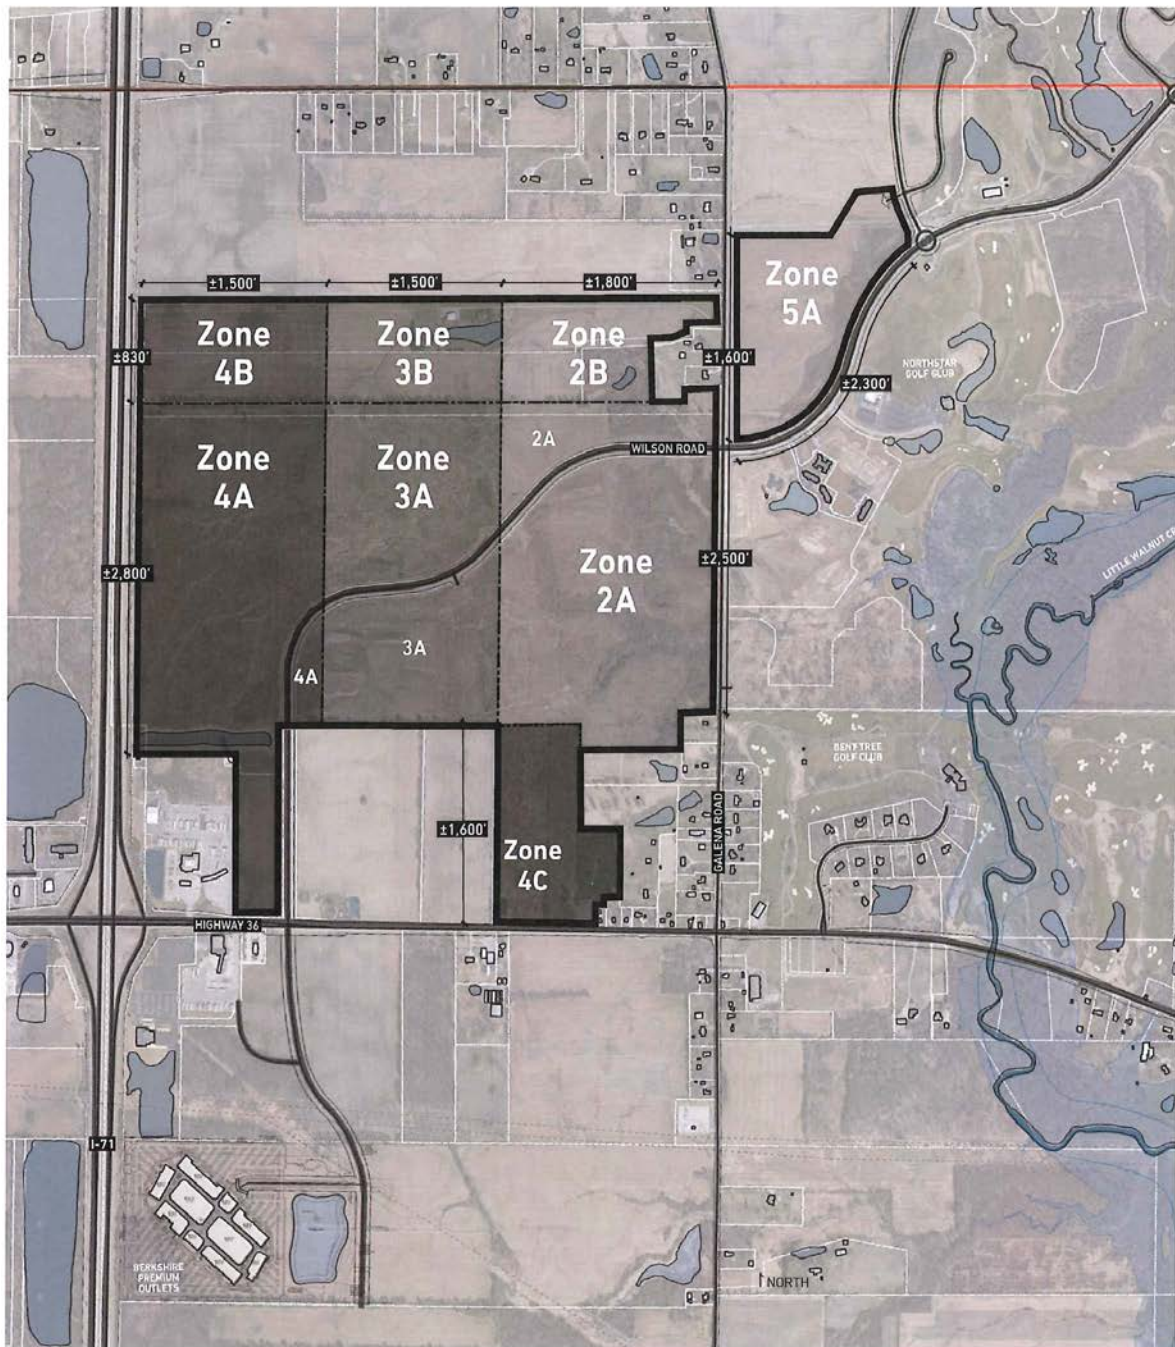 ±1,500'
±1,500'
±1,800'
Zone
5A
Zone
4B
Zone
3B
Zone
2B
±830'
±1,600'
±2,300'
NORTHSTAR
GOLF CLUB
2A
WILSON ROAD
Zone
4A
Zone
3A
±2,800'
Zone
2A
±2,500'
LITTLE WALNUT
3A
4A
BENT TREE
GOLF CLUB
±1,600'
Zone
4C
GALENA ROAD
HIGHWAY 36
I-71
BERKSHIRE
PREMIUM
OUTLETS
NORTH